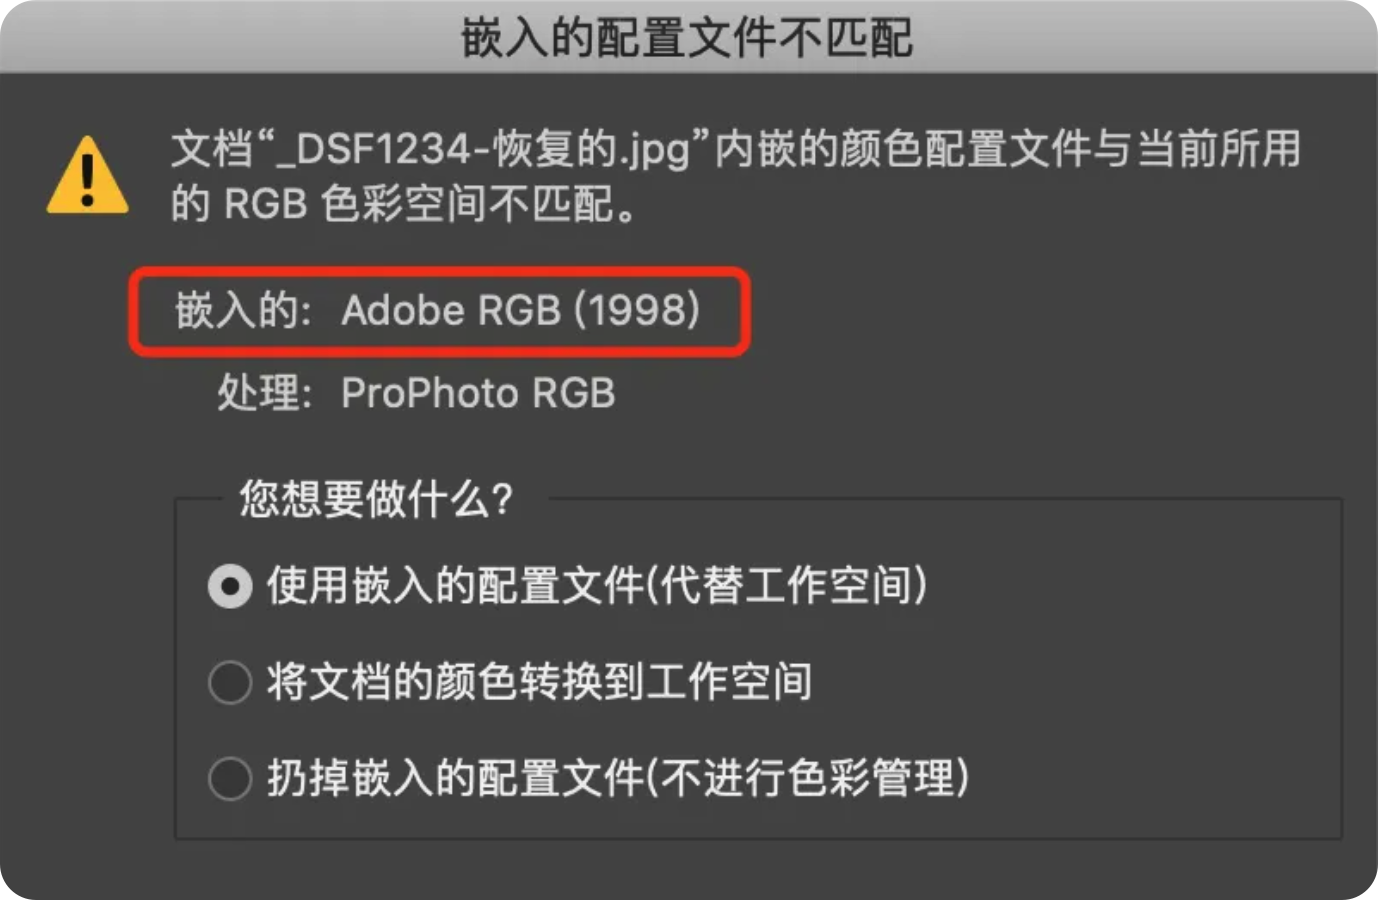 嵌入的配置文件不匹配
文档“_DSF1234-恢复的.jpg”内嵌的颜色配置文件与当前所用
的 RGB 色彩空间不匹配。
嵌入的: Adobe RGB (1998)
处理: ProPhoto RGB
您想要做什么?
使用嵌入的配置文件(代替工作空间)
将文档的颜色转换到工作空间
扔掉嵌入的配置文件(不进行色彩管理)